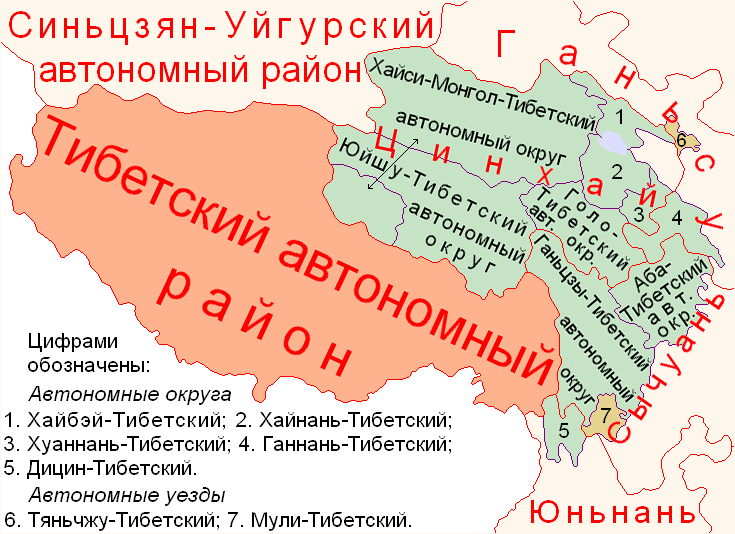 Синьцзян-Уйгурский
автономный район
Ганьсу
Хайси-Монгол-Тибетский
автономный округ
Цинхай
1
6
2
3
4
Юйшу-Тибетский
автономный
округ
Голо-
Тибетский
авт. окр.
Аба-
Тибетский
авт.
окр.
Ганьцзы-Тибетский
автономный
округ
Тибетский автономный
район
Сычуань
5
7
Юньнань
Цифрами
обозначены:
Автономные округа
1. Хайбэй-Тибетский; 2. Хайнань-Тибетский;
3. Хуаннань-Тибетский; 4. Ганнань-Тибетский;
5. Дицин-Тибетский.
Автономные уезды
6. Тяньчжу-Тибетский; 7. Мули-Тибетский.